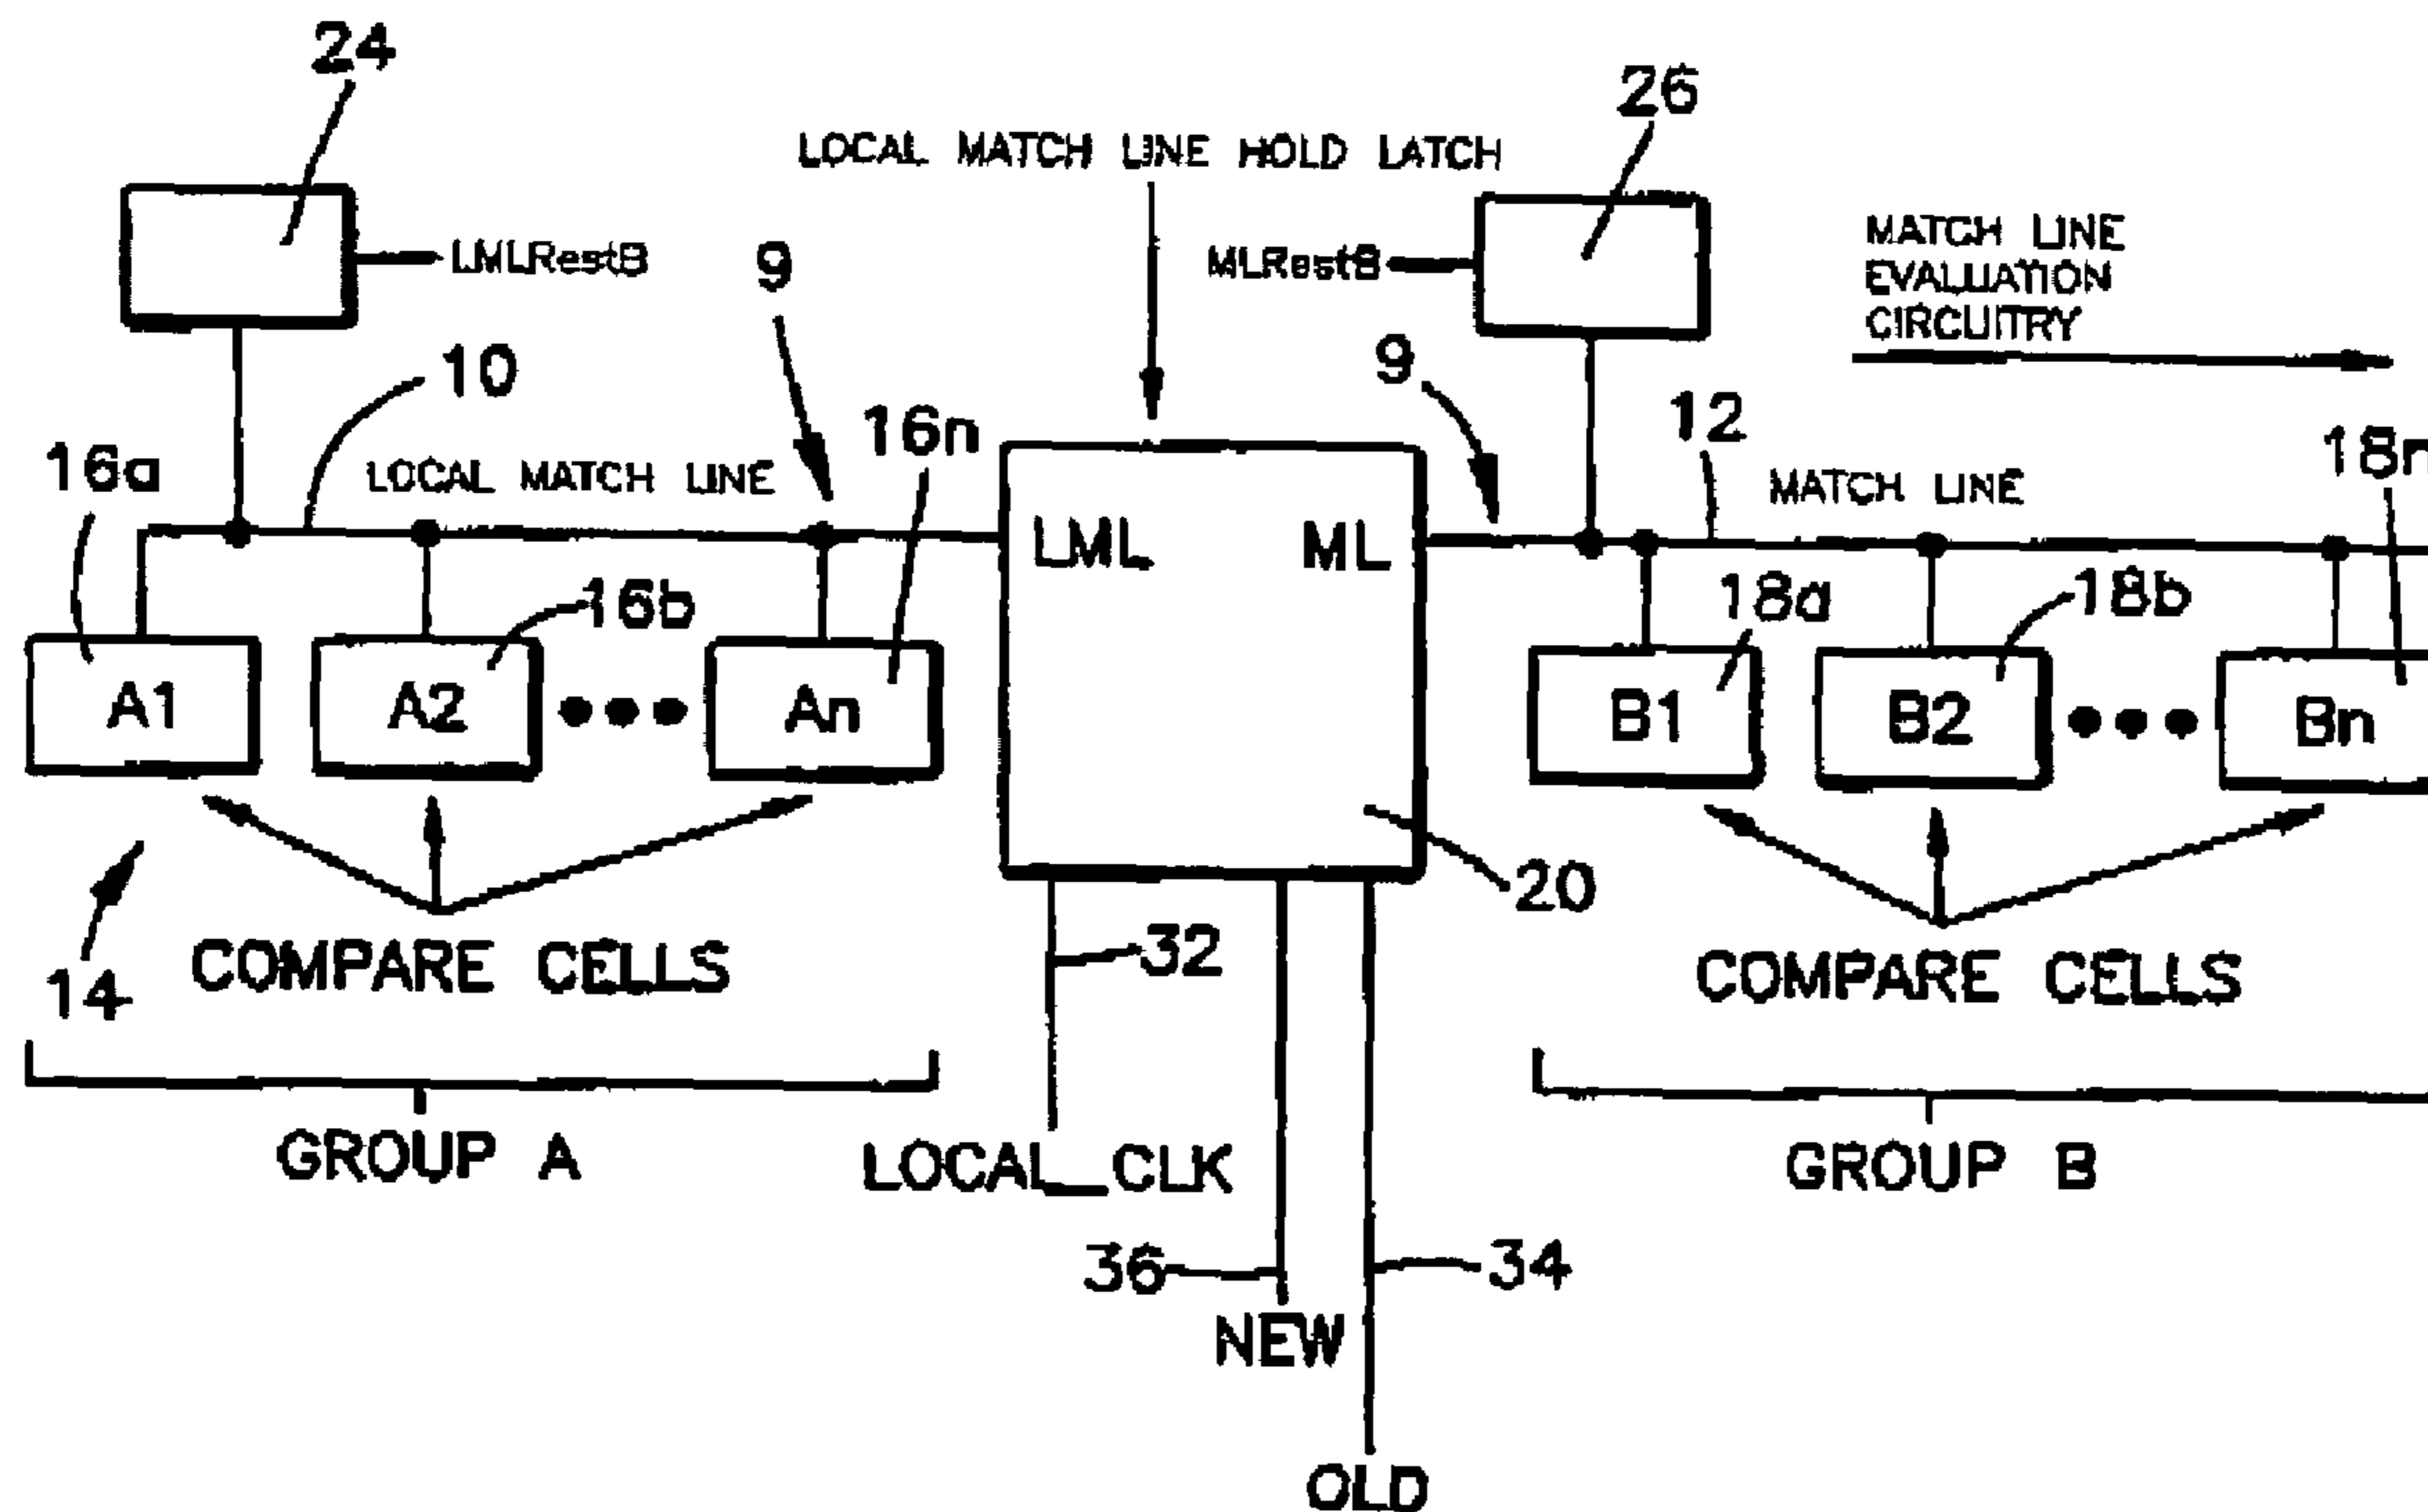 24
26
LOCAL MATCH LINE HOLD LATCH
LMLRestB
9
MLRestB
MATCH LINE
EVALUATION
CIRCUITRY
10
9
12
16a
LOCAL MATCH LINE
16n
MATCH LINE
18n
LML
ML
16b
18a
18b
A1
A2
An
B1
B2
Bn
20
14
COMPARE CELLS
32
COMPARE CELLS
GROUP A
LOCAL_CLK
GROUP B
36
34
NEW
OLD